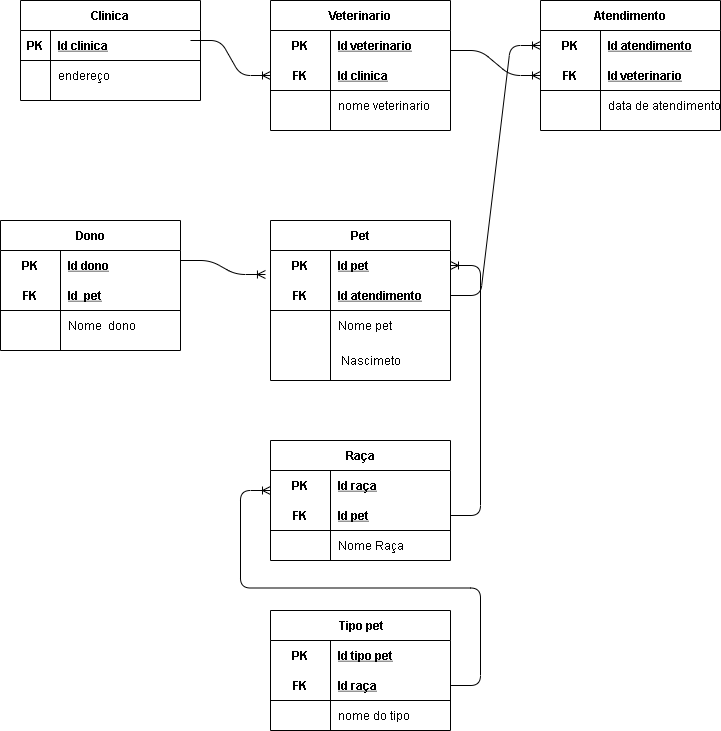 Clinica
PK Id clinica
endereço
Veterinario
PK Id veterinario
FK Id clinica
nome veterinario
Atendimento
PK Id atendimento
FK Id veterinario
data de atendimento
Dono
PK Id dono
FK Id pet
Nome dono
Pet
PK Id pet
FK Id atendimento
Nome pet
Nascimeto
Raça
PK Id raça
FK Id pet
Nome Raça
Tipo pet
PK Id tipo pet
FK Id raça
nome do tipo